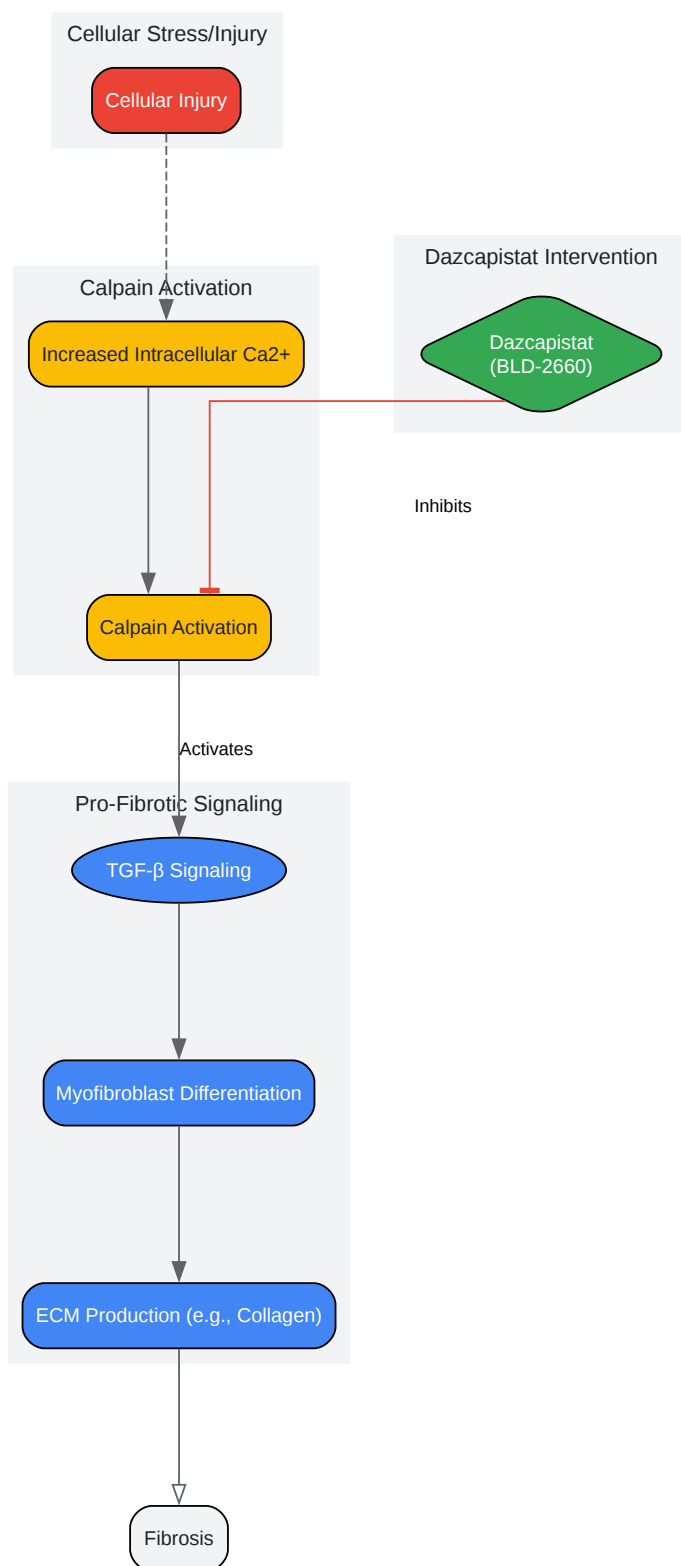 Cellular Stress/Injury
Cellular Injury
Dazcapistat Intervention
Calpain Activation
Dazcapistat
(BLD-2660)
Increased Intracellular Ca2+
Inhibits
Calpain Activation
Activates
Pro-Fibrotic Signaling
TGF-β Signaling
Myofibroblast Differentiation
ECM Production (e.g., Collagen)
Fibrosis